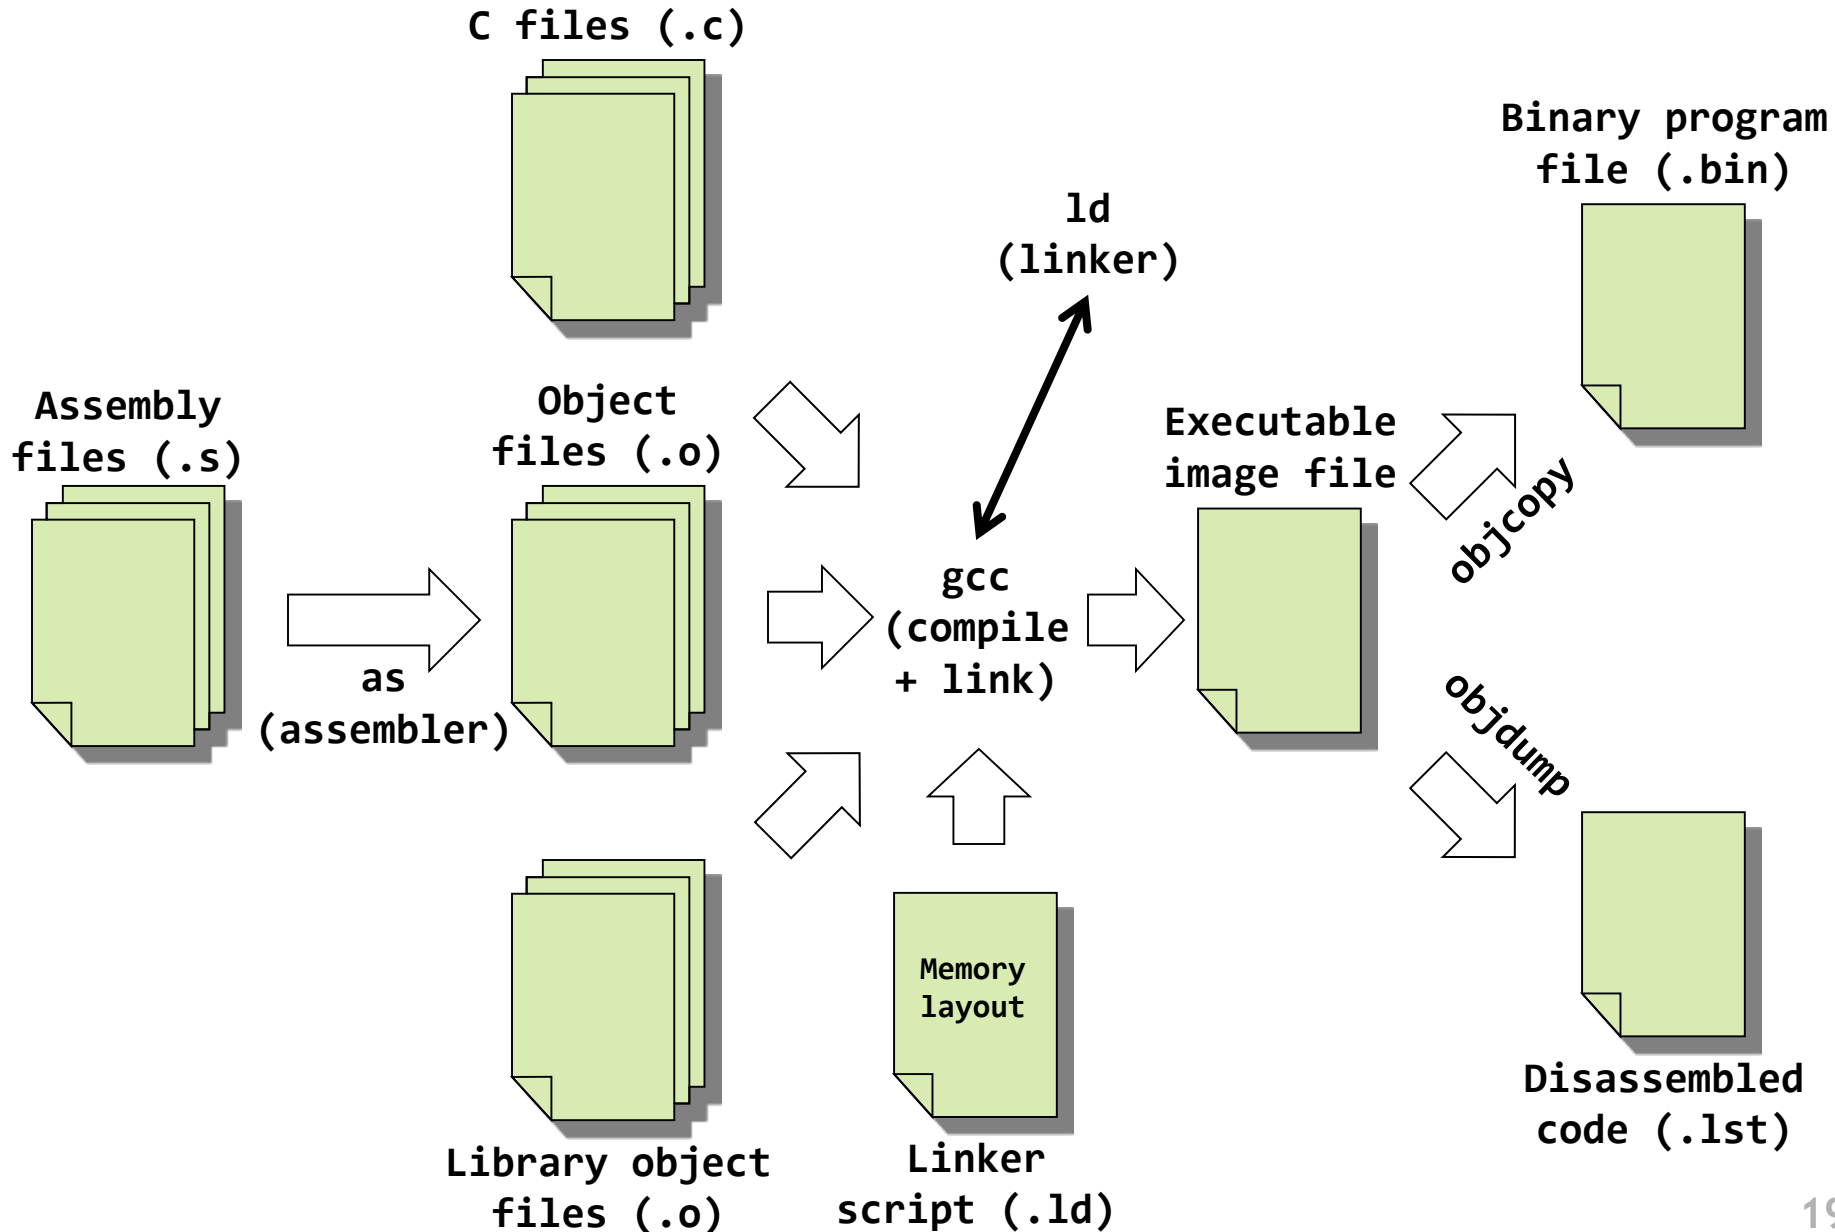 C files (.c)
Binary program
file (.bin)
ld
(linker)
Assembly
files (.s)
Object
files (.o)
Executable
image file
objcopy
gcc
(compile
+ link)
as
(assembler)
objdump
Memory
layout
Disassembled
code (.lst)
Library object
files (.o)
Linker
script (.ld)
19